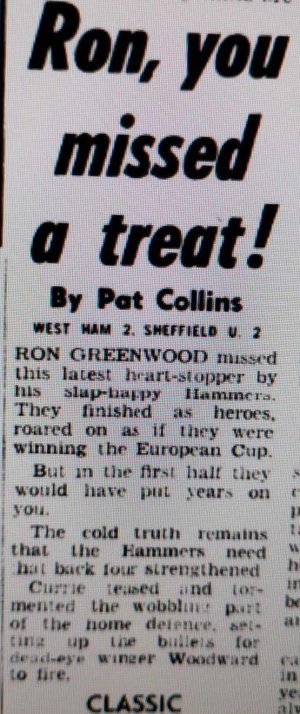 Ron, you
missed
a treat!
By Pat Collins
WEST HAM 2, SHEFFIELD U. 2
RON GREENWOOD missed
this latest heart-stopper by
his slap-happy Hammers.
They finished as heroes,
roared on as if they were
winning the European Cup.
But in the first half they
would have put years on
you.
The cold truth remains
that the Hammers need
hat back four strengthened
Currie teased and tor-
mented the wobbling part
of the home defence, set-
ting up the bullets for
dead-eye winger Woodward
to fire.
CLASSIC